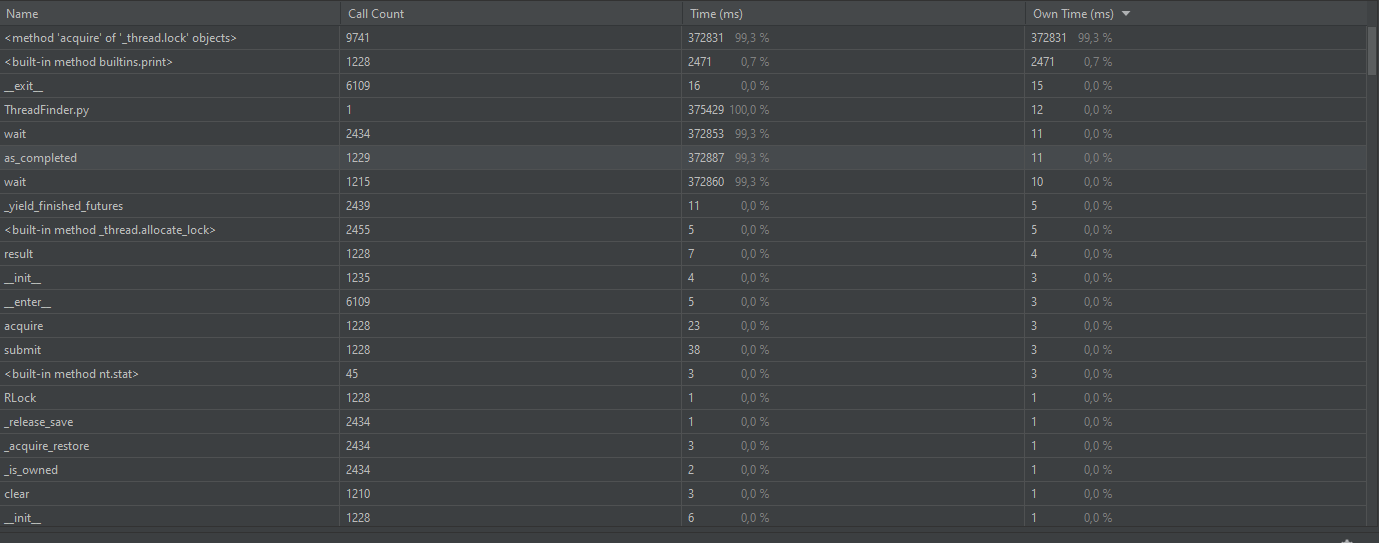 Name Call Count Time (ms) Own Time (ms)
<method 'acquire' of '_thread.lock' objects> 9741 372831 99,3 % 372831 99,3 %
<built-in method builtins.print> 1228 2471 0,7 % 2471 0,7 %
__exit__ 6109 16 0,0 % 15 0,0 %
ThreadFinder.py 1 375429 100,0 % 12 0,0 %
wait 2434 372853 99,3 % 11 0,0 %
as_completed 1229 372887 99,3 % 11 0,0 %
wait 1215 372860 99,3 % 10 0,0 %
_yield_finished_futures 2439 11 0,0 % 5 0,0 %
<built-in method _thread.allocate_lock> 2455 5 0,0 % 5 0,0 %
result 1228 7 0,0 % 4 0,0 %
__init__ 1235 4 0,0 % 3 0,0 %
__enter__ 6109 5 0,0 % 3 0,0 %
acquire 1228 23 0,0 % 3 0,0 %
submit 1228 38 0,0 % 3 0,0 %
<built-in method nt.stat> 45 3 0,0 % 3 0,0 %
RLock 1228 1 0,0 % 1 0,0 %
_release_save 2434 1 0,0 % 1 0,0 %
_acquire_restore 2434 3 0,0 % 1 0,0 %
_is_owned 2434 2 0,0 % 1 0,0 %
clear 1210 3 0,0 % 1 0,0 %
__init__ 1228 6 0,0 % 1 0,0 %